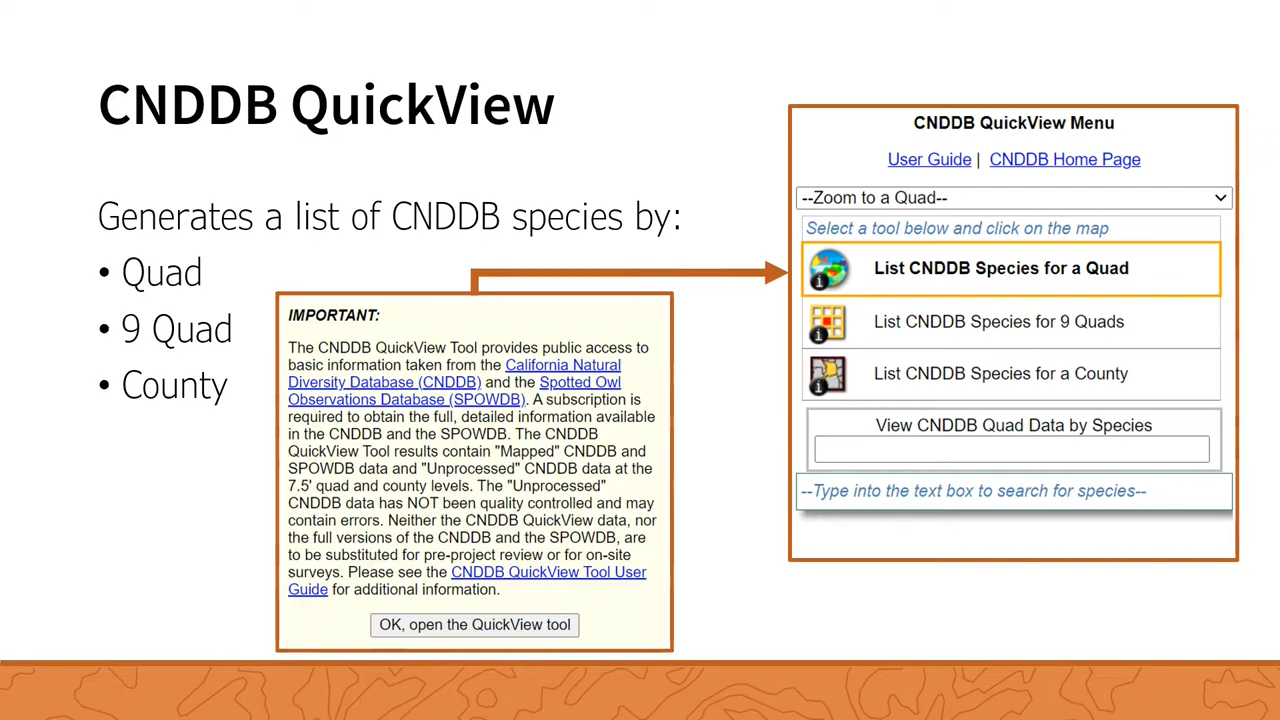 CNDDB QuickView
Generates a list of CNDDB species by:
• Quad
• 9 Quad
• County
IMPORTANT:
The CNDDB QuickView Tool provides public access to
basic information taken from the California Natural
Diversity Database (CNDDB) and the Spotted Owl
Observations Database (SPOWDB). A subscription is
required to obtain the full, detailed information available
in the CNDDB and the SPOWDB. The CNDDB
QuickView Tool results contain "Mapped" CNDDB and
SPOWDB data and "Unprocessed" CNDDB data at the
7.5' quad and county levels. The "Unprocessed"
CNDDB data has NOT been quality controlled and may
contain errors. Neither the CNDDB QuickView data, nor
the full versions of the CNDDB and the SPOWDB, are
to be substituted for pre-project review or for on-site
surveys. Please see the CNDDB QuickView Tool User
Guide for additional information.
OK, open the QuickView tool
CNDDB QuickView Menu
User Guide | CNDDB Home Page
--Zoom to a Quad--
Select a tool below and click on the map
List CNDDB Species for a Quad
List CNDDB Species for 9 Quads
List CNDDB Species for a County
View CNDDB Quad Data by Species
--Type into the text box to search for species--